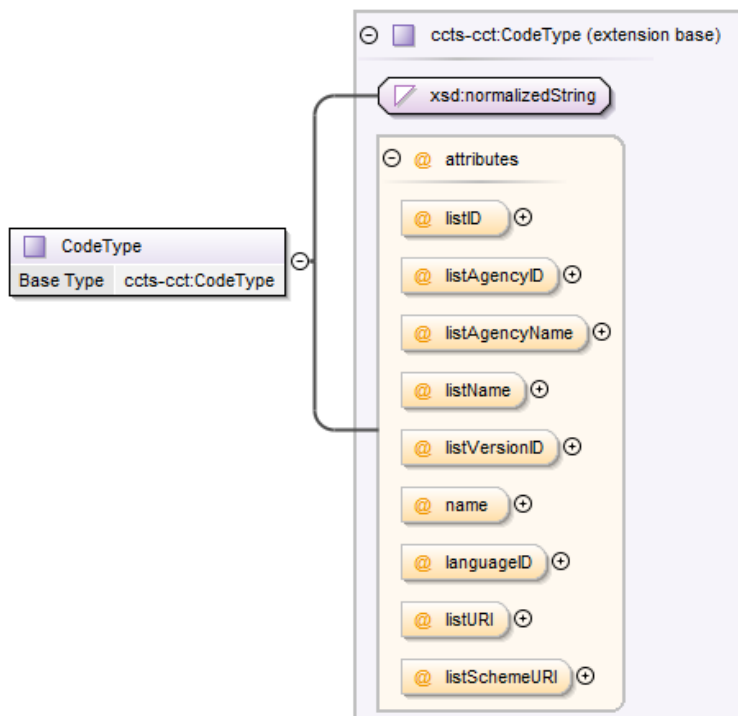 ccts-cct:CodeType (extension base)
xsd:normalizedString
@ attributes
@ listID
CodeType
Base Type ccts-cct:CodeType
@ listAgencyID
@ listAgencyName
@ listName
@ listVersionID
@ name
@ languageID
@ listURI
@ listSchemeURI